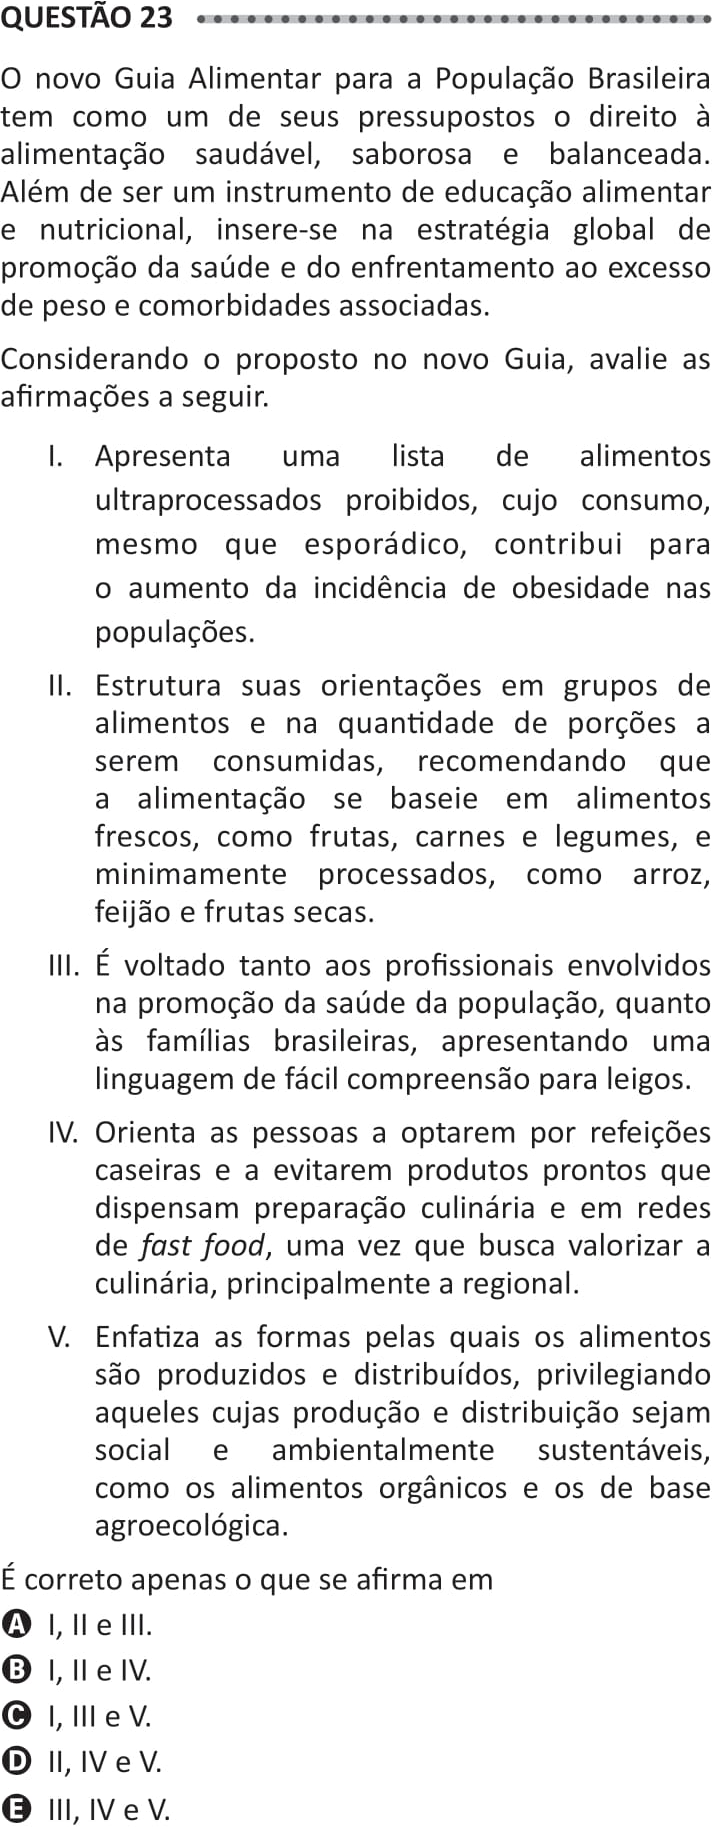 QUESTÃO 23
O novo Guia Alimentar para a População Brasileira
tem como um de seus pressupostos o direito à
alimentação saudável, saborosa e balanceada.
Além de ser um instrumento de educação alimentar
e nutricional, insere-se na estratégia global de
promoção da saúde e do enfrentamento ao excesso
de peso e comorbidades associadas.
Considerando o proposto no novo Guia, avalie as
afirmações a seguir.
I. Apresenta uma lista de alimentos
ultraprocessados proibidos, cujo consumo,
mesmo que esporádico, contribui para
o aumento da incidência de obesidade nas
populações.
II. Estrutura suas orientações em grupos de
alimentos e na quantidade de porções a
serem consumidas, recomendando que
a alimentação se baseie em alimentos
frescos, como frutas, carnes e legumes, e
minimamente processados, como arroz,
feijão e frutas secas.
III. É voltado tanto aos profissionais envolvidos
na promoção da saúde da população, quanto
às famílias brasileiras, apresentando uma
linguagem de fácil compreensão para leigos.
IV. Orienta as pessoas a optarem por refeições
caseiras e a evitarem produtos prontos que
dispensam preparação culinária e em redes
de fast food, uma vez que busca valorizar a
culinária, principalmente a regional.
V. Enfatiza as formas pelas quais os alimentos
são produzidos e distribuídos, privilegiando
aqueles cujas produção e distribuição sejam
social e ambientalmente sustentáveis,
como os alimentos orgânicos e os de base
agroecológica.
É correto apenas o que se afirma em
A I, II e III.
B I, II e IV.
C I, III e V.
D II, IV e V.
E III, IV e V.